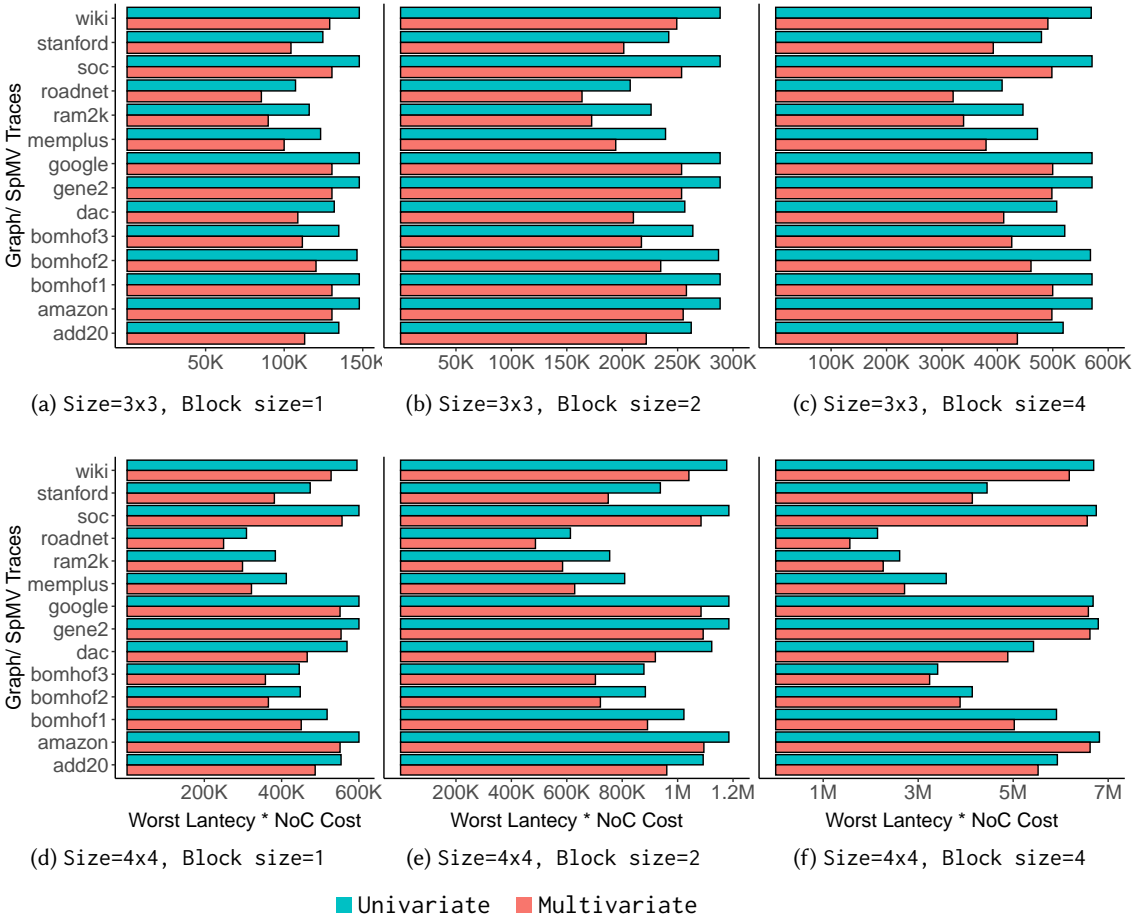 Graph/ SpMV Traces
wiki
stanford
soc
roadnet
ram2k
memplus
google
gene2
dac
bomhof3
bomhof2
bomhof1
amazon
add20
50K 100K 150K
50K 100K 150K 200K 250K 300K
100K 200K 300K 400K 500K 600K
(a) Size=3x3, Block size=1
(b) Size=3x3, Block size=2
(c) Size=3x3, Block size=4
Graph/ SpMV Traces
wiki
stanford
soc
roadnet
ram2k
memplus
google
gene2
dac
bomhof3
bomhof2
bomhof1
amazon
add20
200K 400K 600K
200K 400K 600K 800K 1M 1.2M
1M 3M 5M 7M
Worst Lantecy * NoC Cost
Worst Lantecy * NoC Cost
Worst Lantecy * NoC Cost
(d) Size=4x4, Block size=1
(e) Size=4x4, Block size=2
(f) Size=4x4, Block size=4
Univariate Multivariate